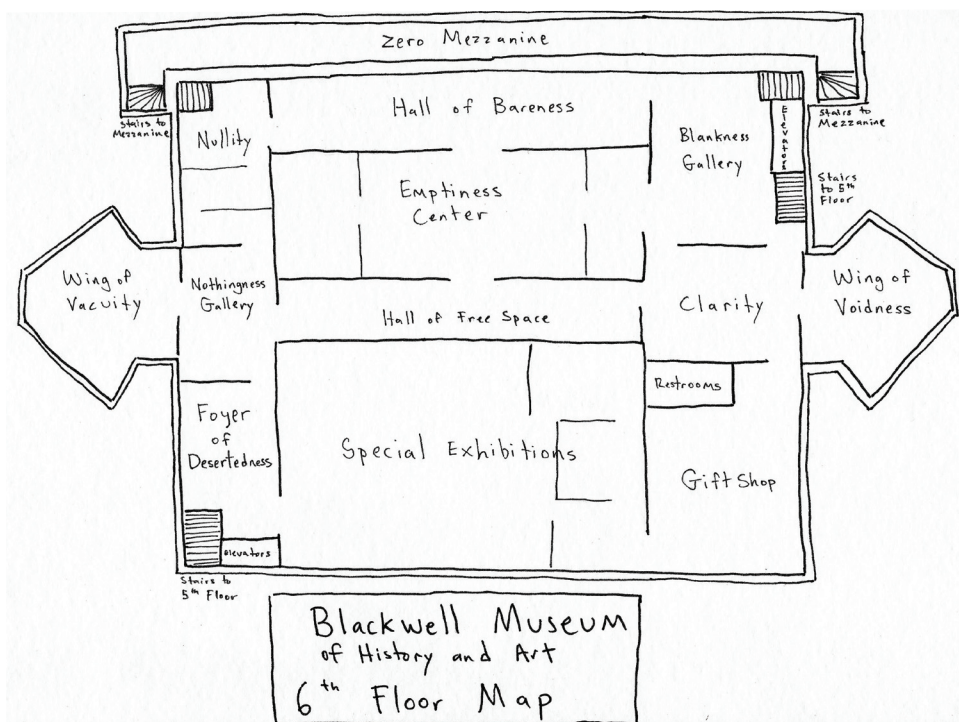 Zero Mezzanine
Stairs to
Mezzanine
Nullity
Hall of Bareness
Blankness
Gallery
Elevators
Stairs to
Mezzanine
Stairs
to 5th
Floor
Emptiness
Center
Wing of
Vacuity
Nothingness
Gallery
Hall of Free Space
Clarity
Wing of
Voidness
Restrooms
Foyer
of
Desertedness
Special Exhibitions
Gift Shop
Elevators
Stairs to
5th Floor
Blackwell Museum
of History and Art
6th Floor Map